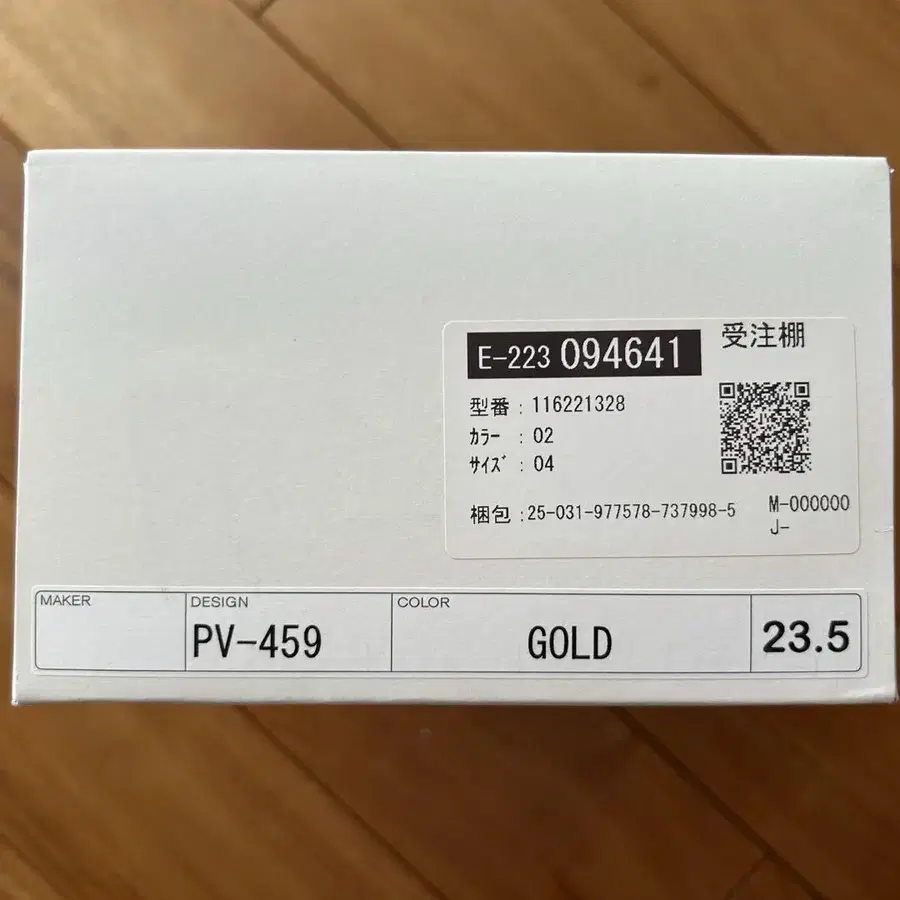 E-223 094641 受注棚
型番 : 116221328
ｶﾗｰ : 02
ｻｲｽﾞ : 04
梱包 :25-031-977578-737998-5 M-000000
J-
MAKER DESIGN COLOR
PV-459 GOLD 23.5